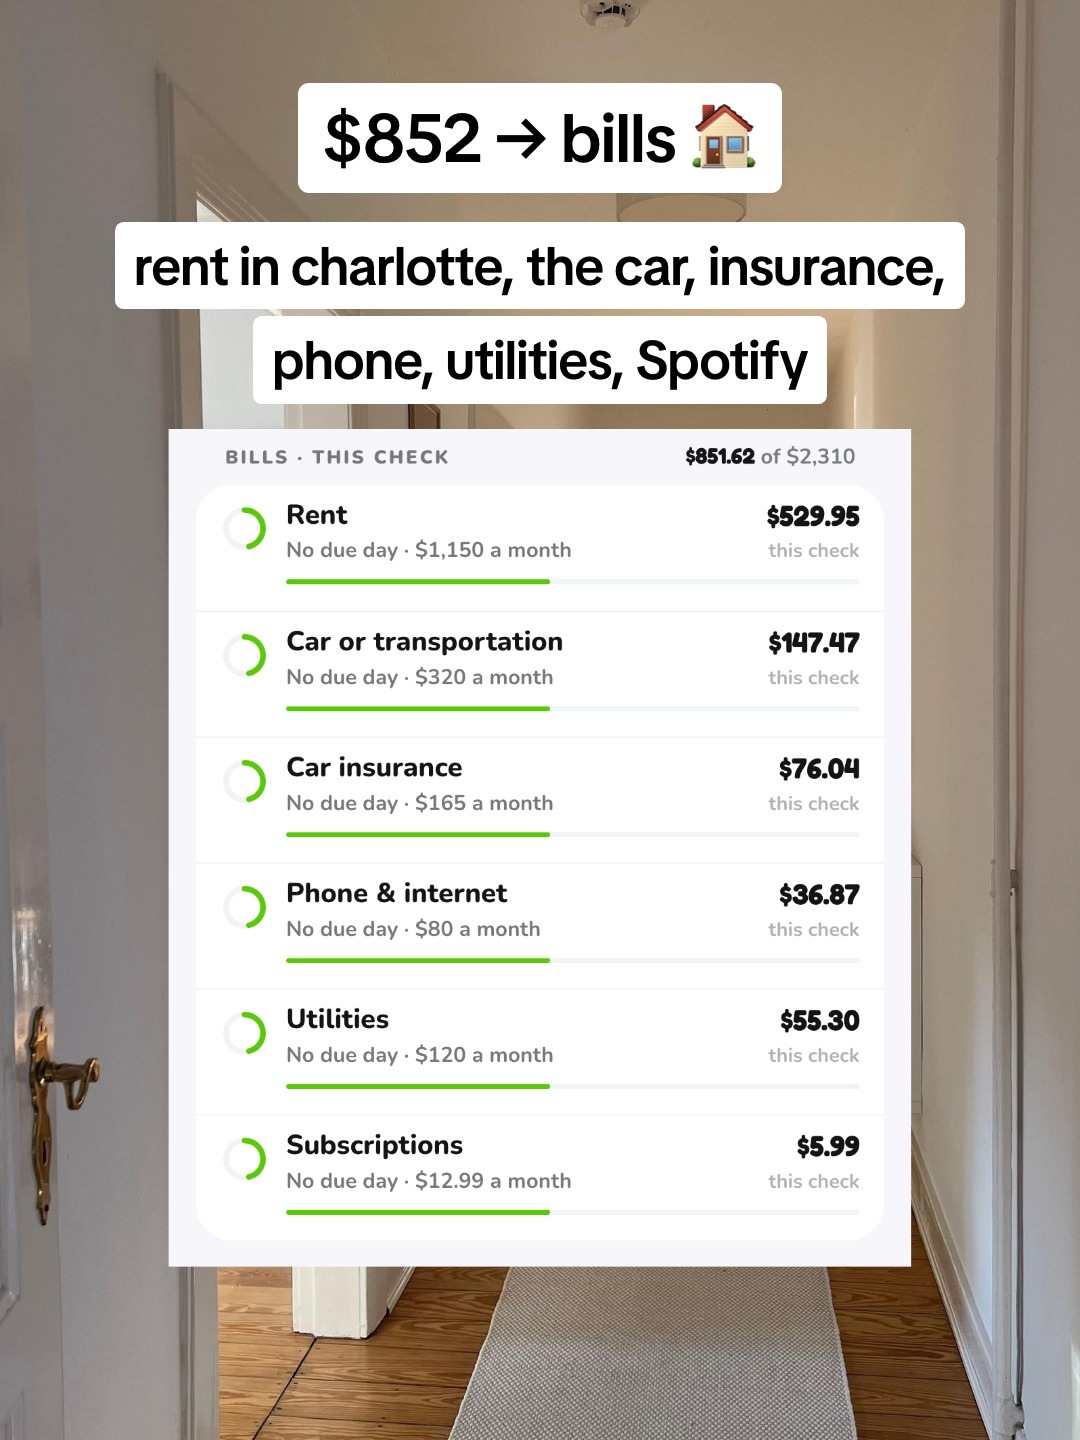 $852 → bills 🏠
rent in charlotte, the car, insurance,
phone, utilities, Spotify
BILLS · THIS CHECK $851.62 of $2,310
Rent $529.95
No due day · $1,150 a month this check
Car or transportation $147.47
No due day · $320 a month this check
Car insurance $76.04
No due day · $165 a month this check
Phone & internet $36.87
No due day · $80 a month this check
Utilities $55.30
No due day · $120 a month this check
Subscriptions $5.99
No due day · $12.99 a month this check